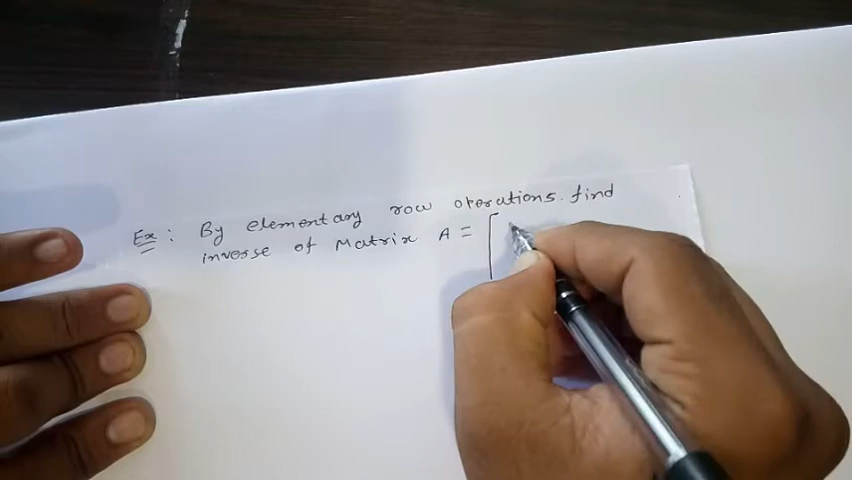 Ex : By elementary row operations. find
inverse of Matrix A = [